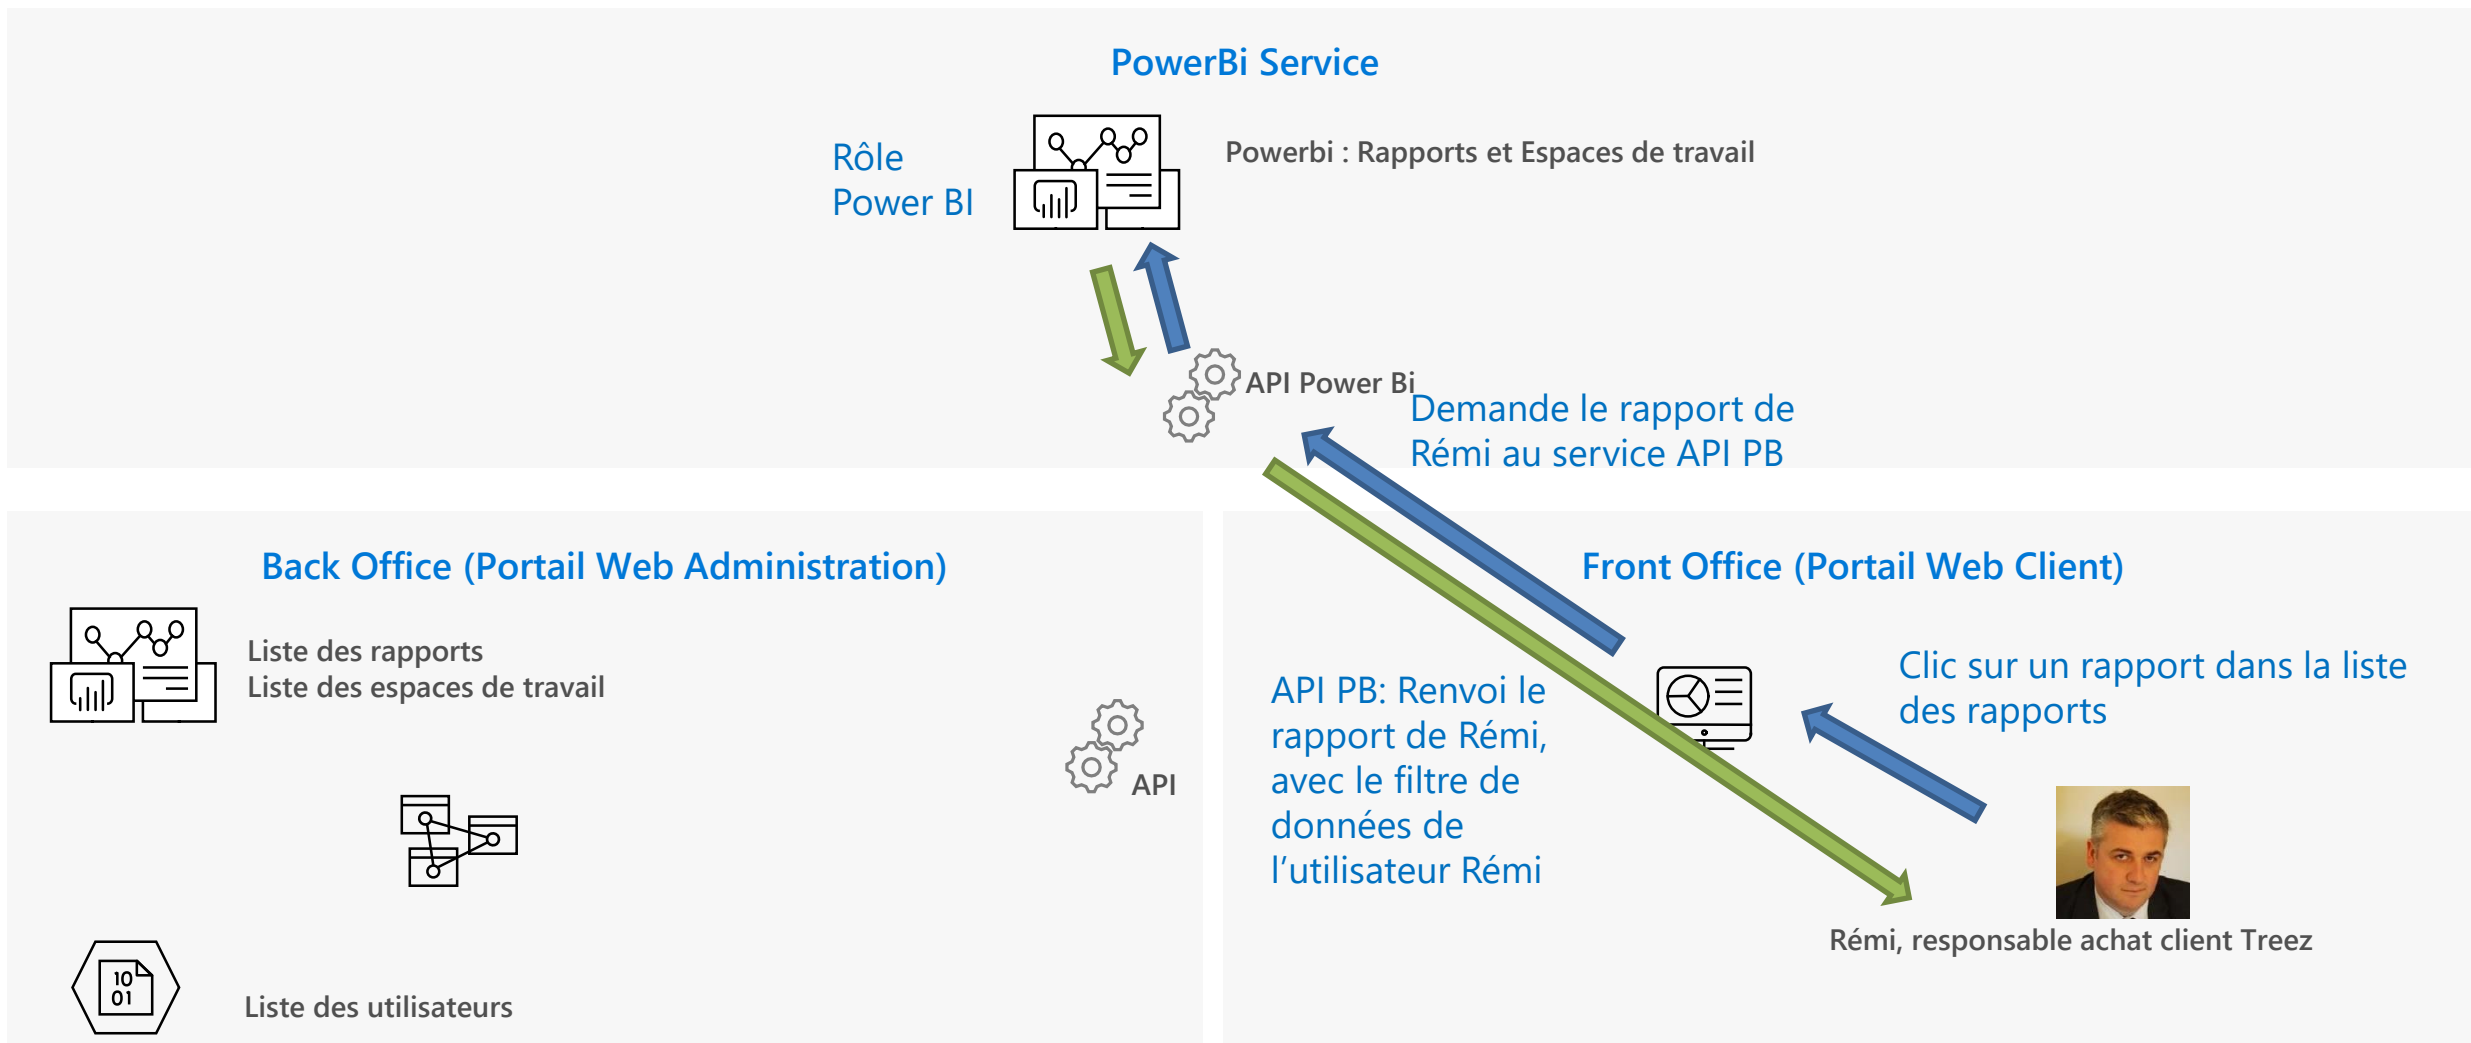 PowerBi Service
Rôle
Power BI
Powerbi : Rapports et Espaces de travail
API Power Bi
Demande le rapport de
Rémi au service API PB
Back Office (Portail Web Administration)
Liste des rapports
Liste des espaces de travail
API
10
01
Liste des utilisateurs
Front Office (Portail Web Client)
Clic sur un rapport dans la liste
des rapports
API PB: Renvoi le
rapport de Rémi,
avec le filtre de
données de
l’utilisateur Rémi
Rémi, responsable achat client Treez